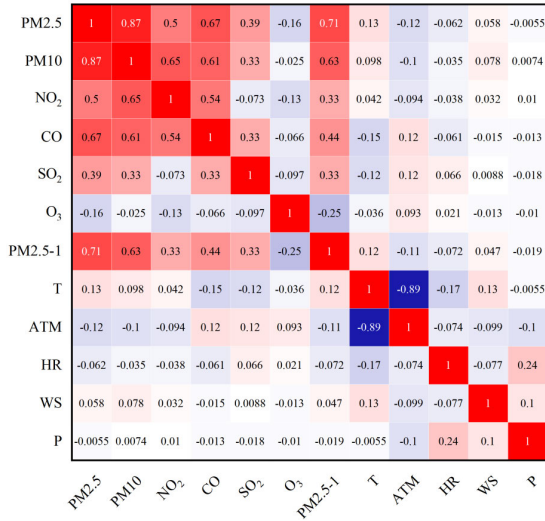 PM2.5 1 0.87 0.5 0.67 0.39 -0.16 0.71 0.13 -0.12 -0.062 0.058 -0.0055
PM10 0.87 1 0.65 0.61 0.33 -0.025 0.63 0.098 -0.1 -0.035 0.078 0.0074
NO₂ 0.5 0.65 1 0.54 -0.073 -0.13 0.33 0.042 -0.094 -0.038 0.032 0.01
CO 0.67 0.61 0.54 1 0.33 -0.066 0.44 -0.15 0.12 -0.061 -0.015 -0.013
SO₂ 0.39 0.33 -0.073 0.33 1 -0.097 0.33 -0.12 0.12 0.066 0.0088 -0.018
O₃ -0.16 -0.025 -0.13 -0.066 -0.097 1 -0.25 -0.036 0.093 0.021 -0.013 -0.01
PM2.5-1 0.71 0.63 0.33 0.44 0.33 -0.25 1 0.12 -0.11 -0.072 0.047 -0.019
T 0.13 0.098 0.042 -0.15 -0.12 -0.036 0.12 1 -0.89 -0.17 0.13 -0.0055
ATM -0.12 -0.1 -0.094 0.12 0.12 0.093 -0.11 -0.89 1 -0.074 -0.099 -0.1
HR -0.062 -0.035 -0.038 -0.061 0.066 0.021 -0.072 -0.17 -0.074 1 -0.077 0.24
WS 0.058 0.078 0.032 -0.015 0.0088 -0.013 0.047 0.13 -0.099 -0.077 1 0.1
P -0.0055 0.0074 0.01 -0.013 -0.018 -0.01 -0.019 -0.0055 -0.1 0.24 0.1 1
PM2.5 PM10 NO₂ CO SO₂ O₃ PM2.5-1 T ATM HR WS P